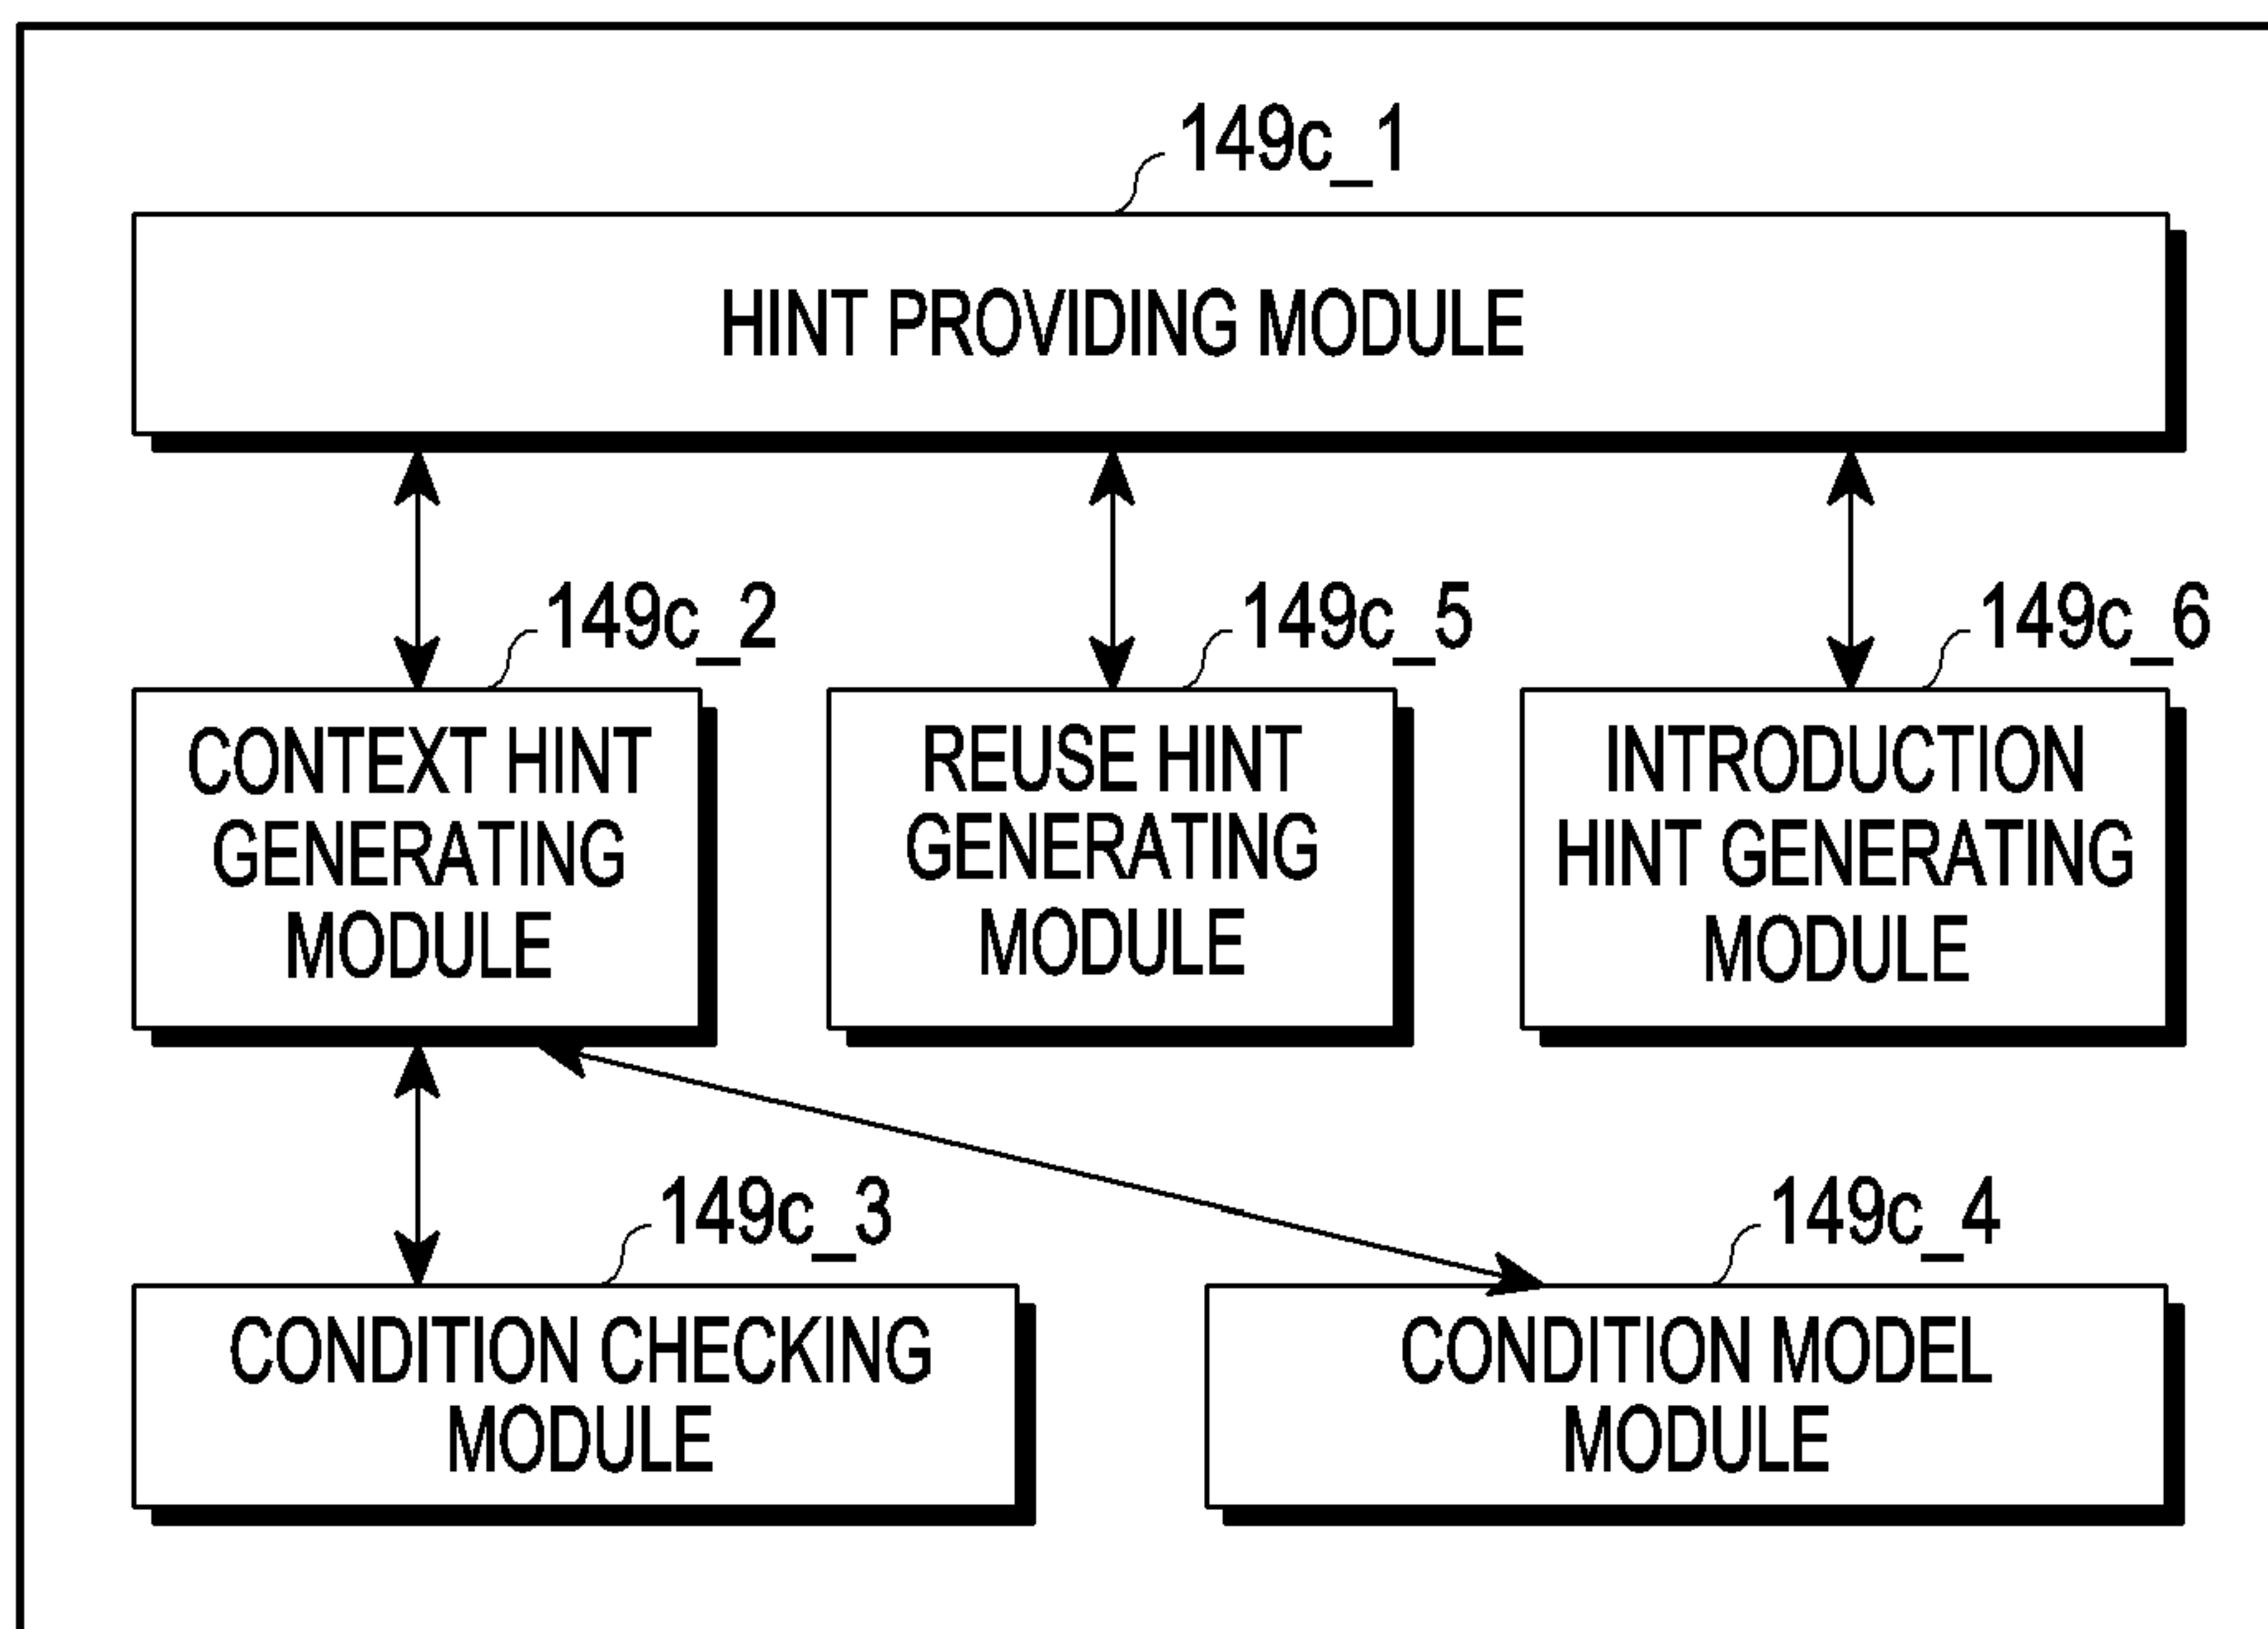 149c_1
HINT PROVIDING MODULE
149c_2
CONTEXT HINT
GENERATING
MODULE
149c_5
REUSE HINT
GENERATING
MODULE
149c_6
INTRODUCTION
HINT GENERATING
MODULE
149c_3
CONDITION CHECKING
MODULE
149c_4
CONDITION MODEL
MODULE